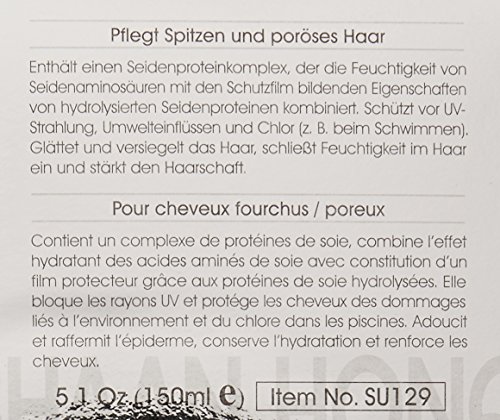 Pflegt Spitzen und poröses Haar
Enthält einen Seidenproteinkomplex, der die Feuchtigkeit von
Seidenaminosäuren mit den Schutzfilm bildenden Eigenschaften
von hydrolysierten Seidenproteinen kombiniert. Schützt vor UV-
Strahlung, Umwelteinflüssen und Chlor (z. B. beim Schwimmen).
Glättet und versiegelt das Haar, schließt Feuchtigkeit im Haar
ein und stärkt den Haarschaft.
Pour cheveux fourchus / poreux
Contient un complexe de protéines de soie, combine l'effet
hydratant des acides aminés de soie avec constitution d'un
film protecteur grâce aux protéines de soie hydrolysées. Elle
bloque les rayons UV et protége les cheveux des dommages
liés à l'environnement et du chlore dans les piscines. Adoucit
et raffermit l'épiderme, conserve l'hydratation et renforce les
cheveux.
5.1 Oz (150ml e) Item No. SU129